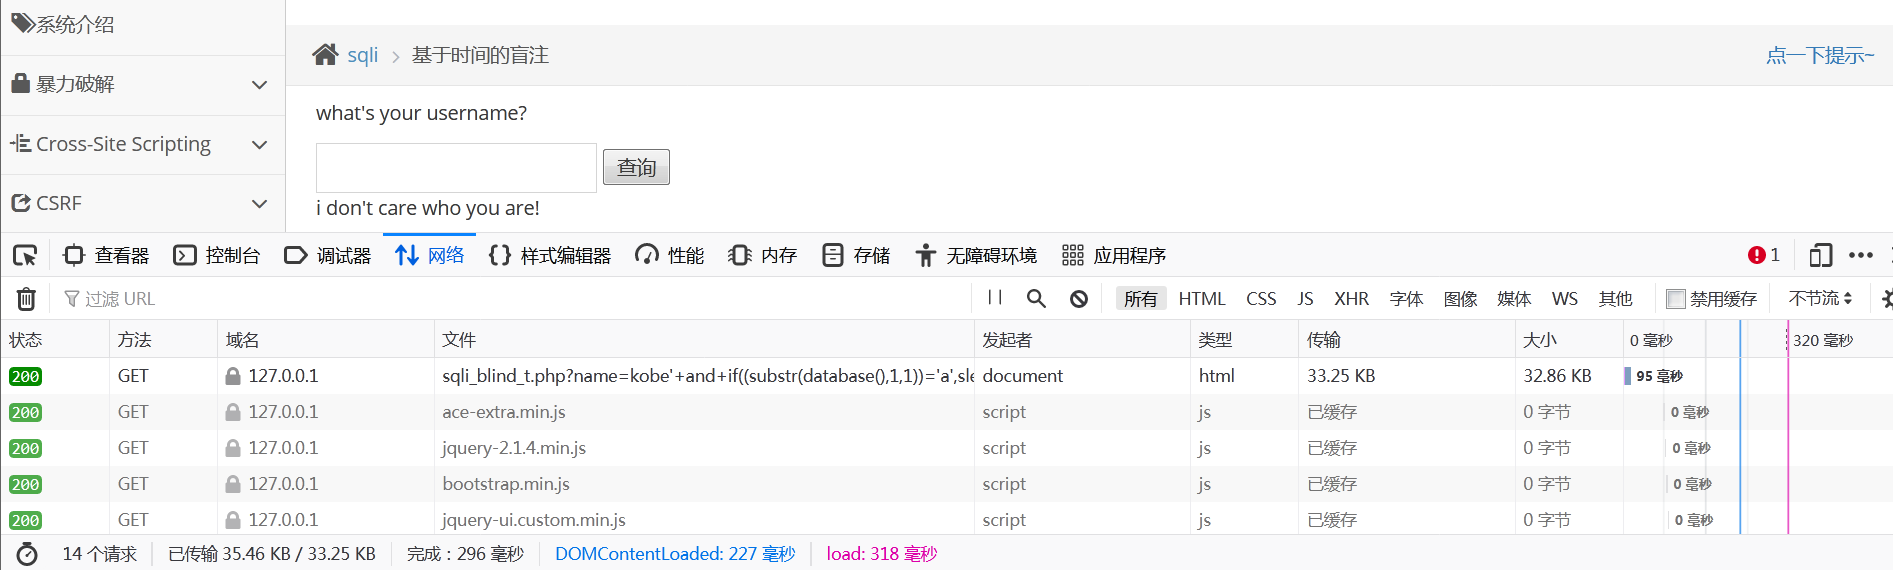 系统介绍
暴力破解
Cross-Site Scripting
CSRF
sqli > 基于时间的盲注 点一下提示~
what's your username?
查询
i don't care who you are!
查看器 控制台 调试器 网络 样式编辑器 性能 内存 存储 无障碍环境 应用程序 1
过滤 URL 所有 HTML CSS JS XHR 字体 图像 媒体 WS 其他 禁用缓存 不节流
状态 方法 域名 文件 发起者 类型 传输 大小 0 毫秒 320 毫秒
200 GET 127.0.0.1 sqli_blind_t.php?name=kobe'+and+if((substr(database(),1,1))='a',sle document html 33.25 KB 32.86 KB 95 毫秒
200 GET 127.0.0.1 ace-extra.min.js script js 已缓存 0 字节 0 毫秒
200 GET 127.0.0.1 jquery-2.1.4.min.js script js 已缓存 0 字节 0 毫秒
200 GET 127.0.0.1 bootstrap.min.js script js 已缓存 0 字节 0 毫秒
200 GET 127.0.0.1 jquery-ui.custom.min.js script js 已缓存 0 字节 0 毫秒
14 个请求 已传输 35.46 KB / 33.25 KB 完成：296 毫秒 DOMContentLoaded: 227 毫秒 load: 318 毫秒